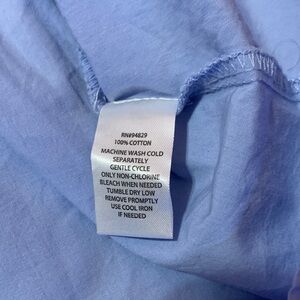 RN#94829
100% COTTON
MACHINE WASH COLD
SEPARATELY
GENTLE CYCLE
ONLY NON-CHLORINE
BLEACH WHEN NEEDED
TUMBLE DRY LOW
REMOVE PROMPTLY
USE COOL IRON
IF NEEDED